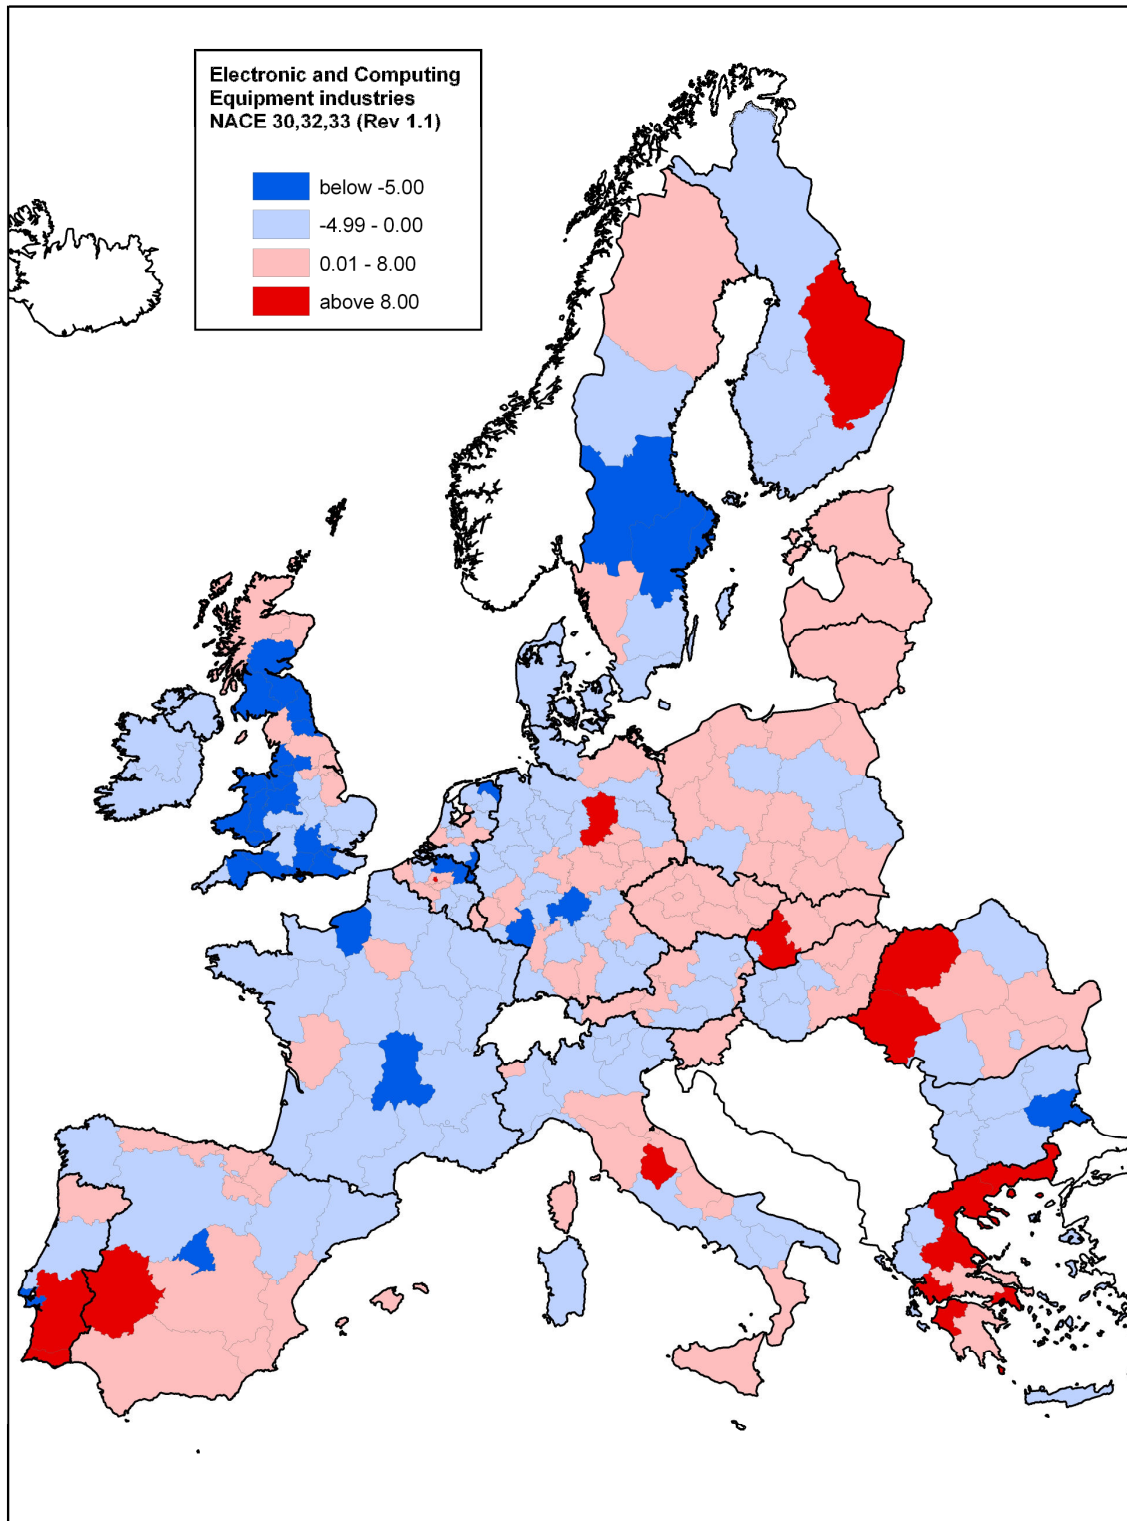 Electronic and Computing
Equipment industries
NACE 30,32,33 (Rev 1.1)
below -5.00
-4.99 - 0.00
0.01 - 8.00
above 8.00